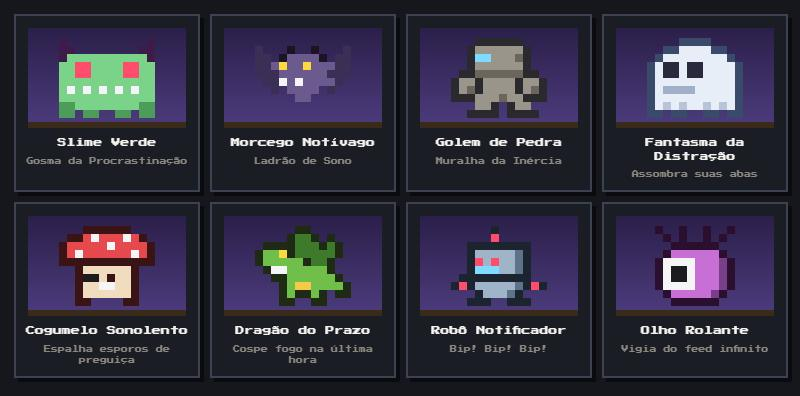 Slime Verde
Gosma da Procrastinação
Morcego Notívago
Ladrão de Sono
Golem de Pedra
Muralha da Inércia
Fantasma da
Distração
Assombra suas abas
Cogumelo Sonolento
Espalha esporos de
preguiça
Dragão do Prazo
Cospe fogo na última
hora
Robô Notificador
Bip! Bip! Bip!
Olho Rolante
Vigia do feed infinito